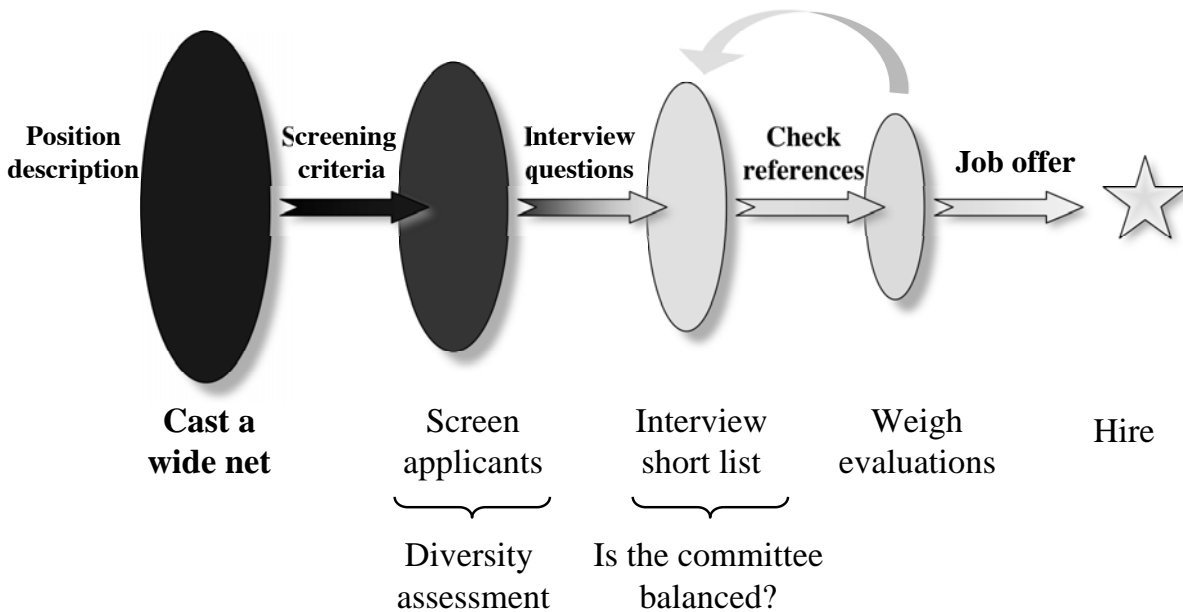 Position
description
Screening
criteria
Interview
questions
Check
references
Job offer
Cast a
wide net
Screen
applicants
Interview
short list
Weigh
evaluations
Hire
Diversity
assessment
Is the committee
balanced?